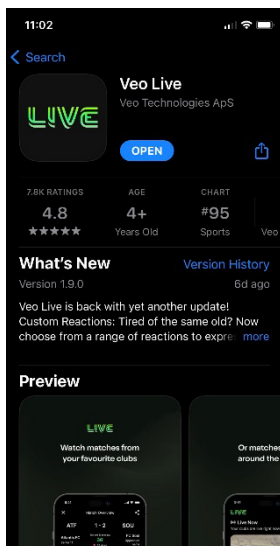 11:02
Search
LIVE
Veo Live
Veo Technologies ApS
OPEN
7.8K RATINGS
4.8
AGE
4+
Years Old
CHART
#95
Sports
Veo
What's New
Version History
Version 1.9.0
6d ago
Veo Live is back with yet another update!
Custom Reactions: Tired of the same old? Now
choose from a range of reactions to expre more
Preview
LIVE
Watch matches from
your favourite clubs
ATF
1 - 2
SOU
Or matches
around the
LIVE